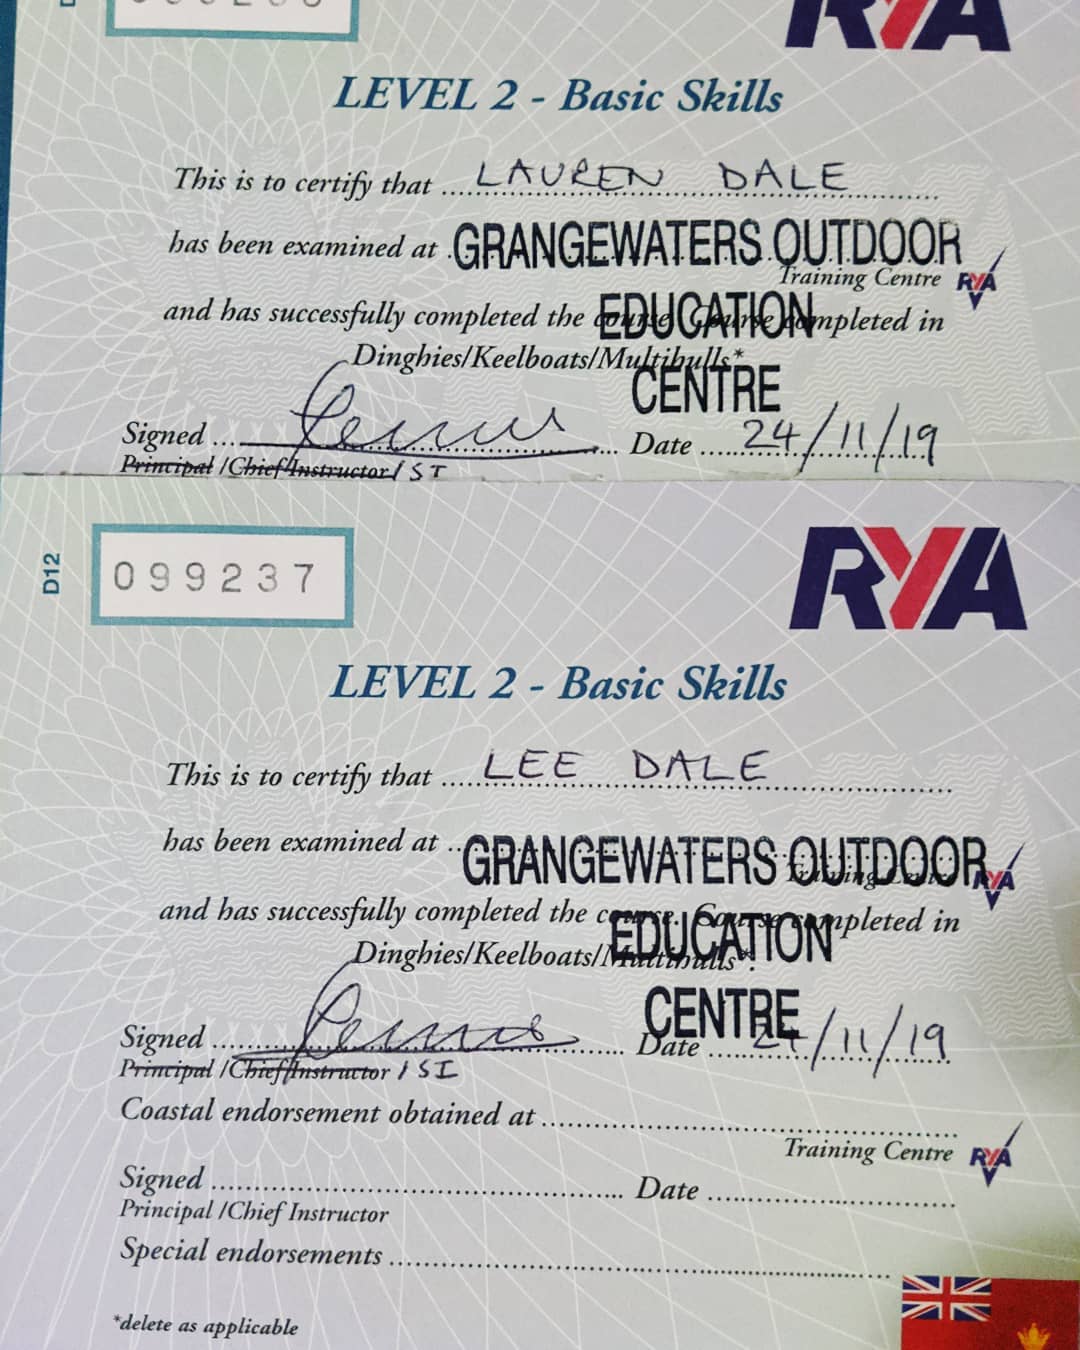 RYA
LEVEL 2 - Basic Skills
This is to certify that LAUREN DALE
has been examined at GRANGEWATERS OUTDOOR
Training Centre RYA
EDUCATION
and has successfully completed the course. Course completed in
Dinghies/Keelboats/Multihulls*
CENTRE
Signed Date 24/11/19
Principal /Chief Instructor / SI
D12 099237 RYA
LEVEL 2 - Basic Skills
This is to certify that LEE DALE
has been examined at GRANGEWATERS OUTDOOR
Training Centre RYA
and has successfully completed the course. Course completed in
EDUCATION
Dinghies/Keelboats/Multihulls*.
CENTRE
Signed Date 24/11/19
Principal /Chief Instructor / SI
Coastal endorsement obtained at
Training Centre RYA
Signed Date
Principal /Chief Instructor
Special endorsements
*delete as applicable